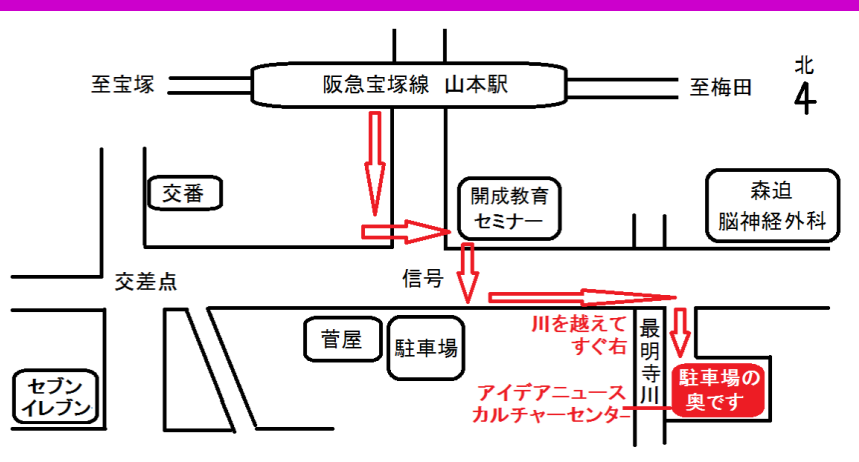 至宝塚
阪急宝塚線 山本駅
至梅田
北
4
交番
開成教育
セミナー
森迫
脳神経外科
交差点
信号
菅屋
駐車場
川を越えて
すぐ右
最明寺川
セブン
イレブン
アイデアニュース
カルチャーセンター
駐車場の
奥です